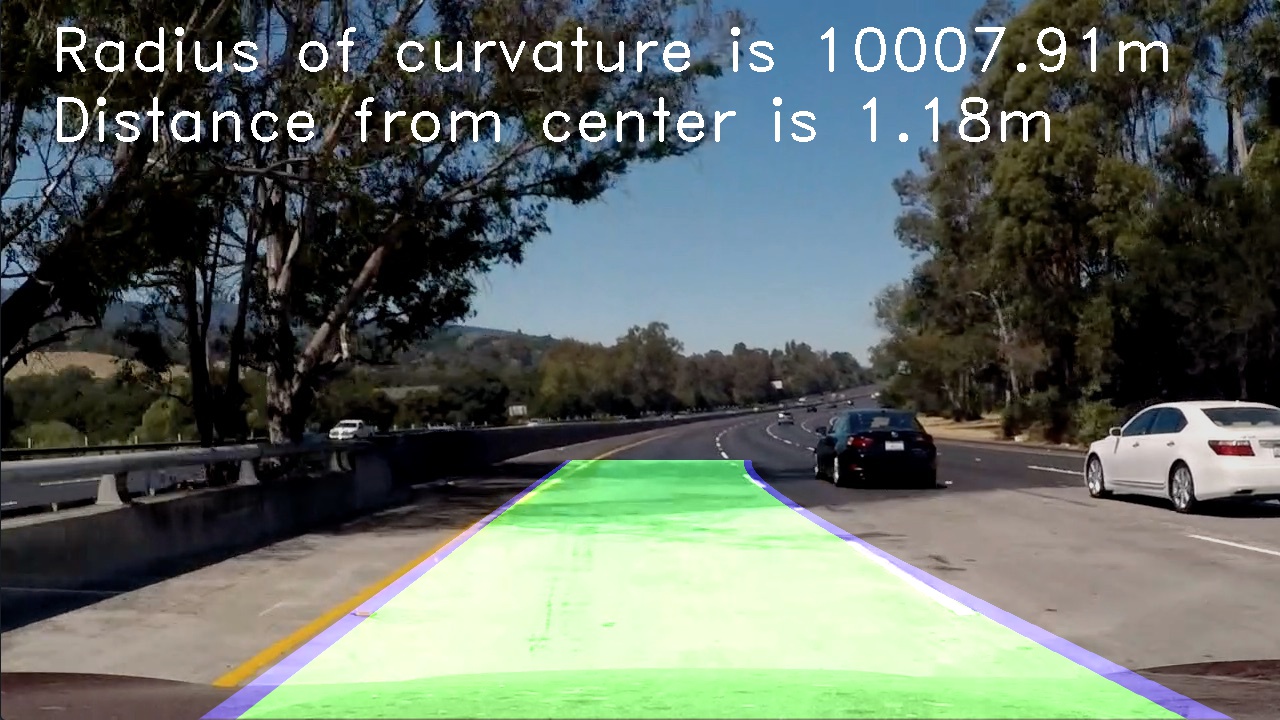 Radius of curvature is 10007.91m
Distance from center is 1.18m